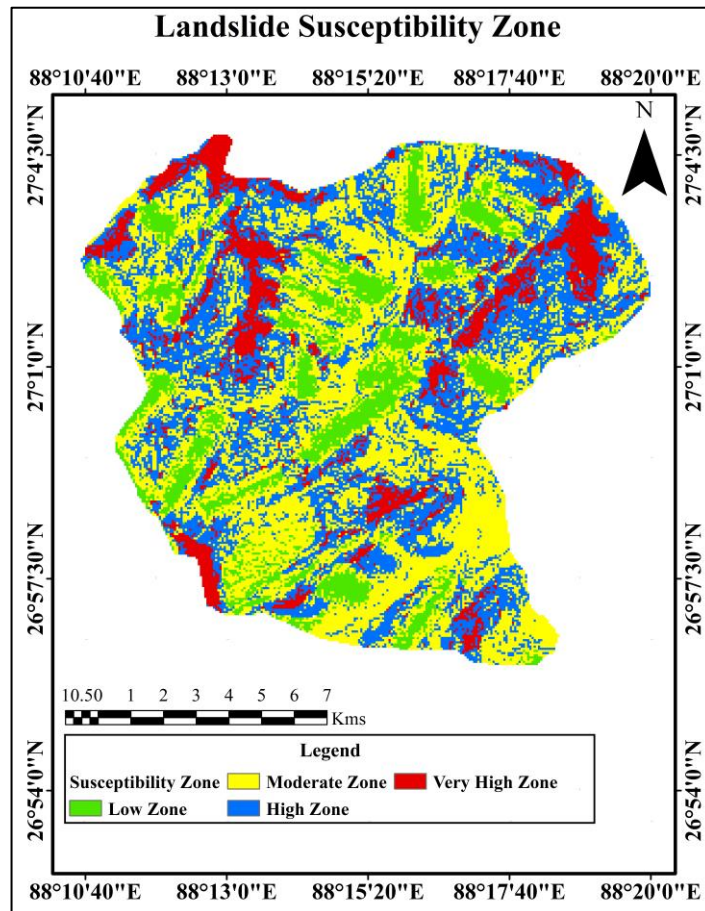 Landslide Susceptibility Zone
88°10'40"E 88°13'0"E 88°15'20"E 88°17'40"E 88°20'0"E
N
27°4'30"N 27°4'30"N
27°1'0"N 27°1'0"N
26°57'30"N 26°57'30"N
10.50 1 2 3 4 5 6 7
Kms
Legend
Susceptibility Zone Moderate Zone Very High Zone
Low Zone High Zone
26°54'0"N 26°54'0"N
88°10'40"E 88°13'0"E 88°15'20"E 88°17'40"E 88°20'0"E